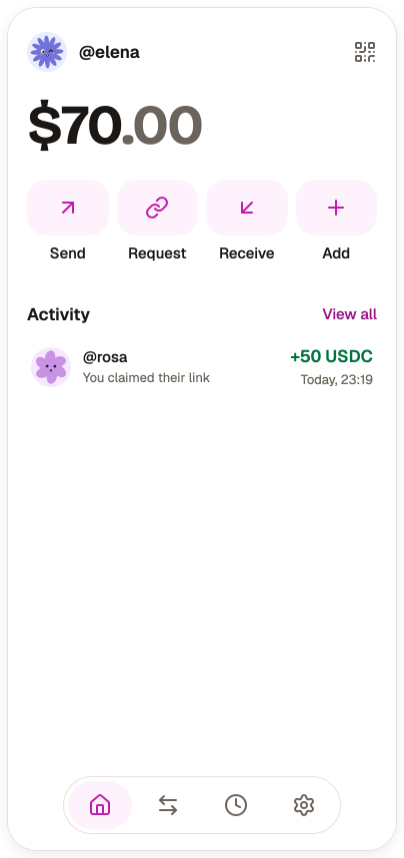 @elena
$70.00
Send
Request
Receive
Add
Activity
View all
@rosa
+50 USDC
You claimed their link
Today, 23:19